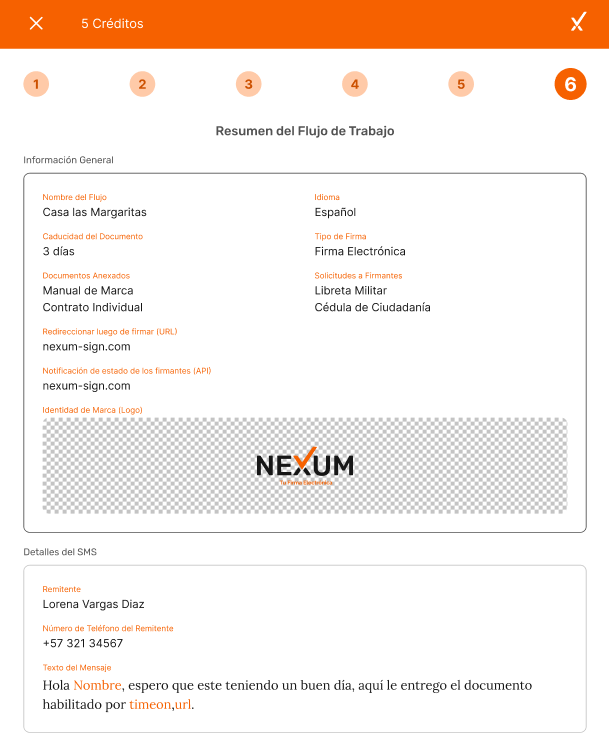 5 Créditos
1 2 3 4 5 6
Resumen del Flujo de Trabajo
Información General
Nombre del Flujo
Casa las Margaritas
Idioma
Español
Caducidad del Documento
3 días
Tipo de Firma
Firma Electrónica
Documentos Anexados
Manual de Marca
Contrato Individual
Solicitudes a Firmantes
Libreta Militar
Cédula de Ciudadanía
Redireccionar luego de firmar (URL)
nexum-sign.com
Notificación de estado de los firmantes (API)
nexum-sign.com
Identidad de Marca (Logo)
NEXUM
Tu Firma Electrónica
Detalles del SMS
Remitente
Lorena Vargas Diaz
Número de Teléfono del Remitente
+57 321 34567
Texto del Mensaje
Hola Nombre, espero que este teniendo un buen día, aquí le entrego el documento
habilitado por timeon,url.